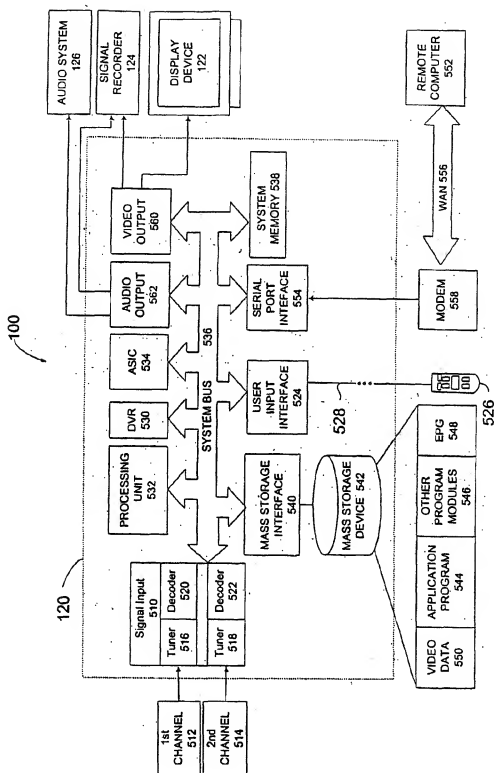 100
120
AUDIO SYSTEM
126
SIGNAL
RECORDER
124
DISPLAY
DEVICE
122
VIDEO
OUTPUT
560
AUDIO
OUTPUT
562
ASIC
534
DVR
530
PROCESSING
UNIT
532
SYSTEM BUS
536
Signal Input
510
Tuner
516
Decoder
520
Tuner
518
Decoder
522
1st
CHANNEL
512
2nd
CHANNEL
514
SYSTEM
MEMORY 538
SERIAL
PORT
INTEFACE
554
USER
INPUT
INTERFACE
524
MASS STORAGE
INTERFACE
540
MASS STORAGE
DEVICE
542
528
526
REMOTE
COMPUTER
552
WAN 556
MODEM
558
VIDEO
DATA
550
APPLICATION
PROGRAM
544
OTHER
PROGRAM
MODULES
546
EPG
548